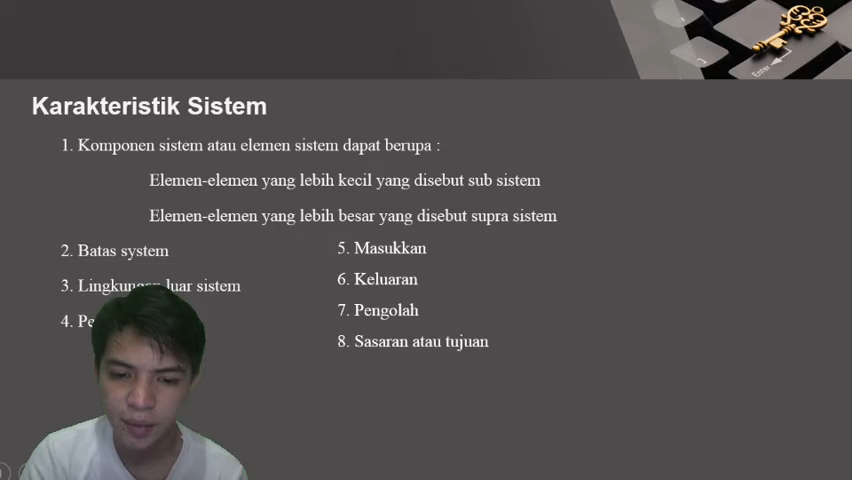 Enter
Karakteristik Sistem
1. Komponen sistem atau elemen sistem dapat berupa :
Elemen-elemen yang lebih kecil yang disebut sub sistem
Elemen-elemen yang lebih besar yang disebut supra sistem
2. Batas system
3. Lingkungan luar sistem
4.
5. Masukkan
6. Keluaran
7. Pengolah
8. Sasaran atau tujuan